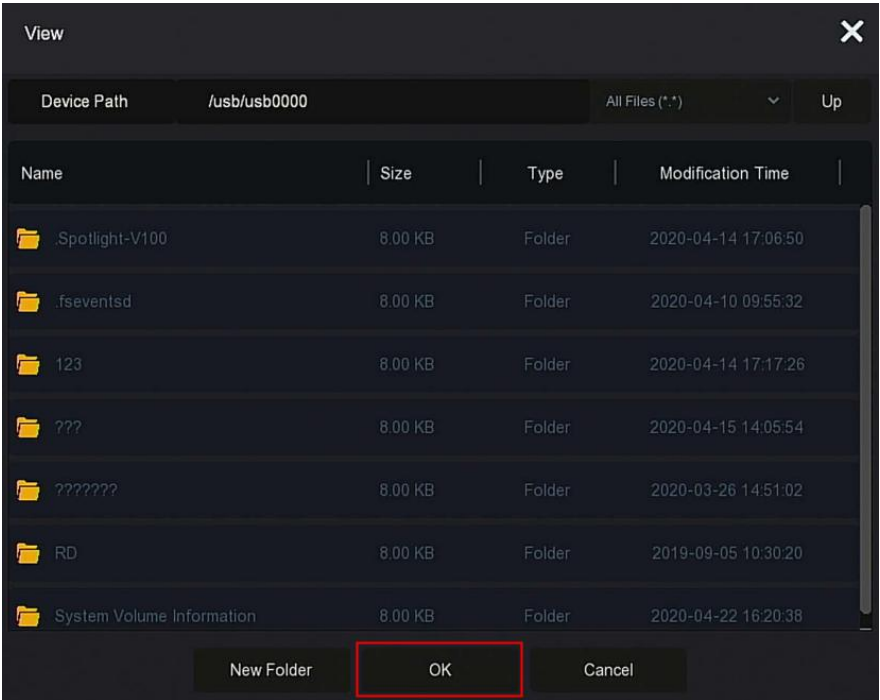 View
Device Path /usb/usb0000 All Files (*.*) Up
Name Size Type Modification Time
.Spotlight-V100 8.00 KB Folder 2020-04-14 17:06:50
.fseventsd 8.00 KB Folder 2020-04-10 09:55:32
123 8.00 KB Folder 2020-04-14 17:17:26
??? 8.00 KB Folder 2020-04-15 14:05:54
??????? 8.00 KB Folder 2020-03-26 14:51:02
RD 8.00 KB Folder 2019-09-05 10:30:20
System Volume Information 8.00 KB Folder 2020-04-22 16:20:38
New Folder OK Cancel